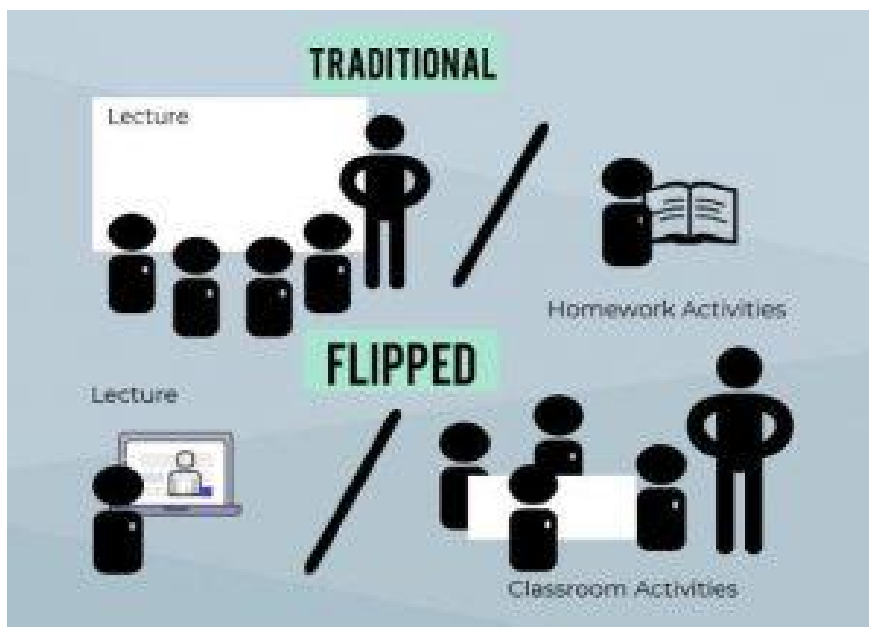 TRADITIONAL
Lecture
Homework Activities
FLIPPED
Lecture
Classroom Activities